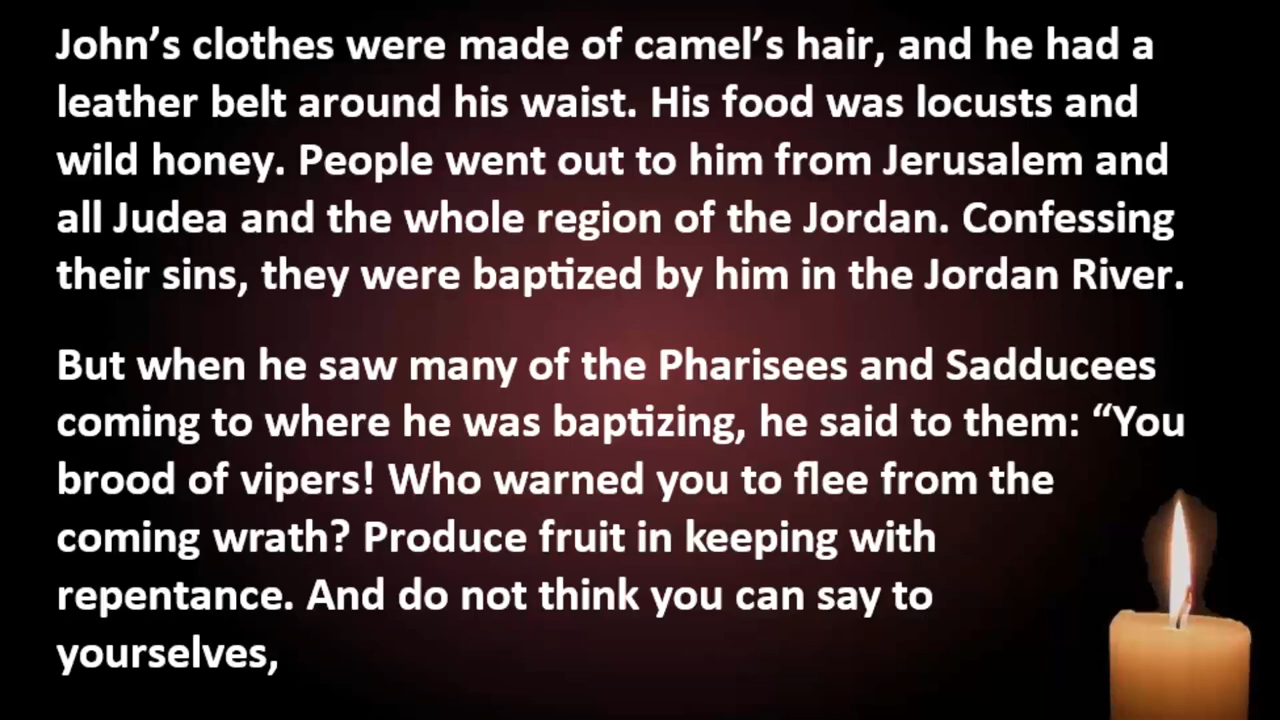 John’s clothes were made of camel’s hair, and he had a
leather belt around his waist. His food was locusts and
wild honey. People went out to him from Jerusalem and
all Judea and the whole region of the Jordan. Confessing
their sins, they were baptized by him in the Jordan River.
But when he saw many of the Pharisees and Sadducees
coming to where he was baptizing, he said to them: “You
brood of vipers! Who warned you to flee from the
coming wrath? Produce fruit in keeping with
repentance. And do not think you can say to
yourselves,